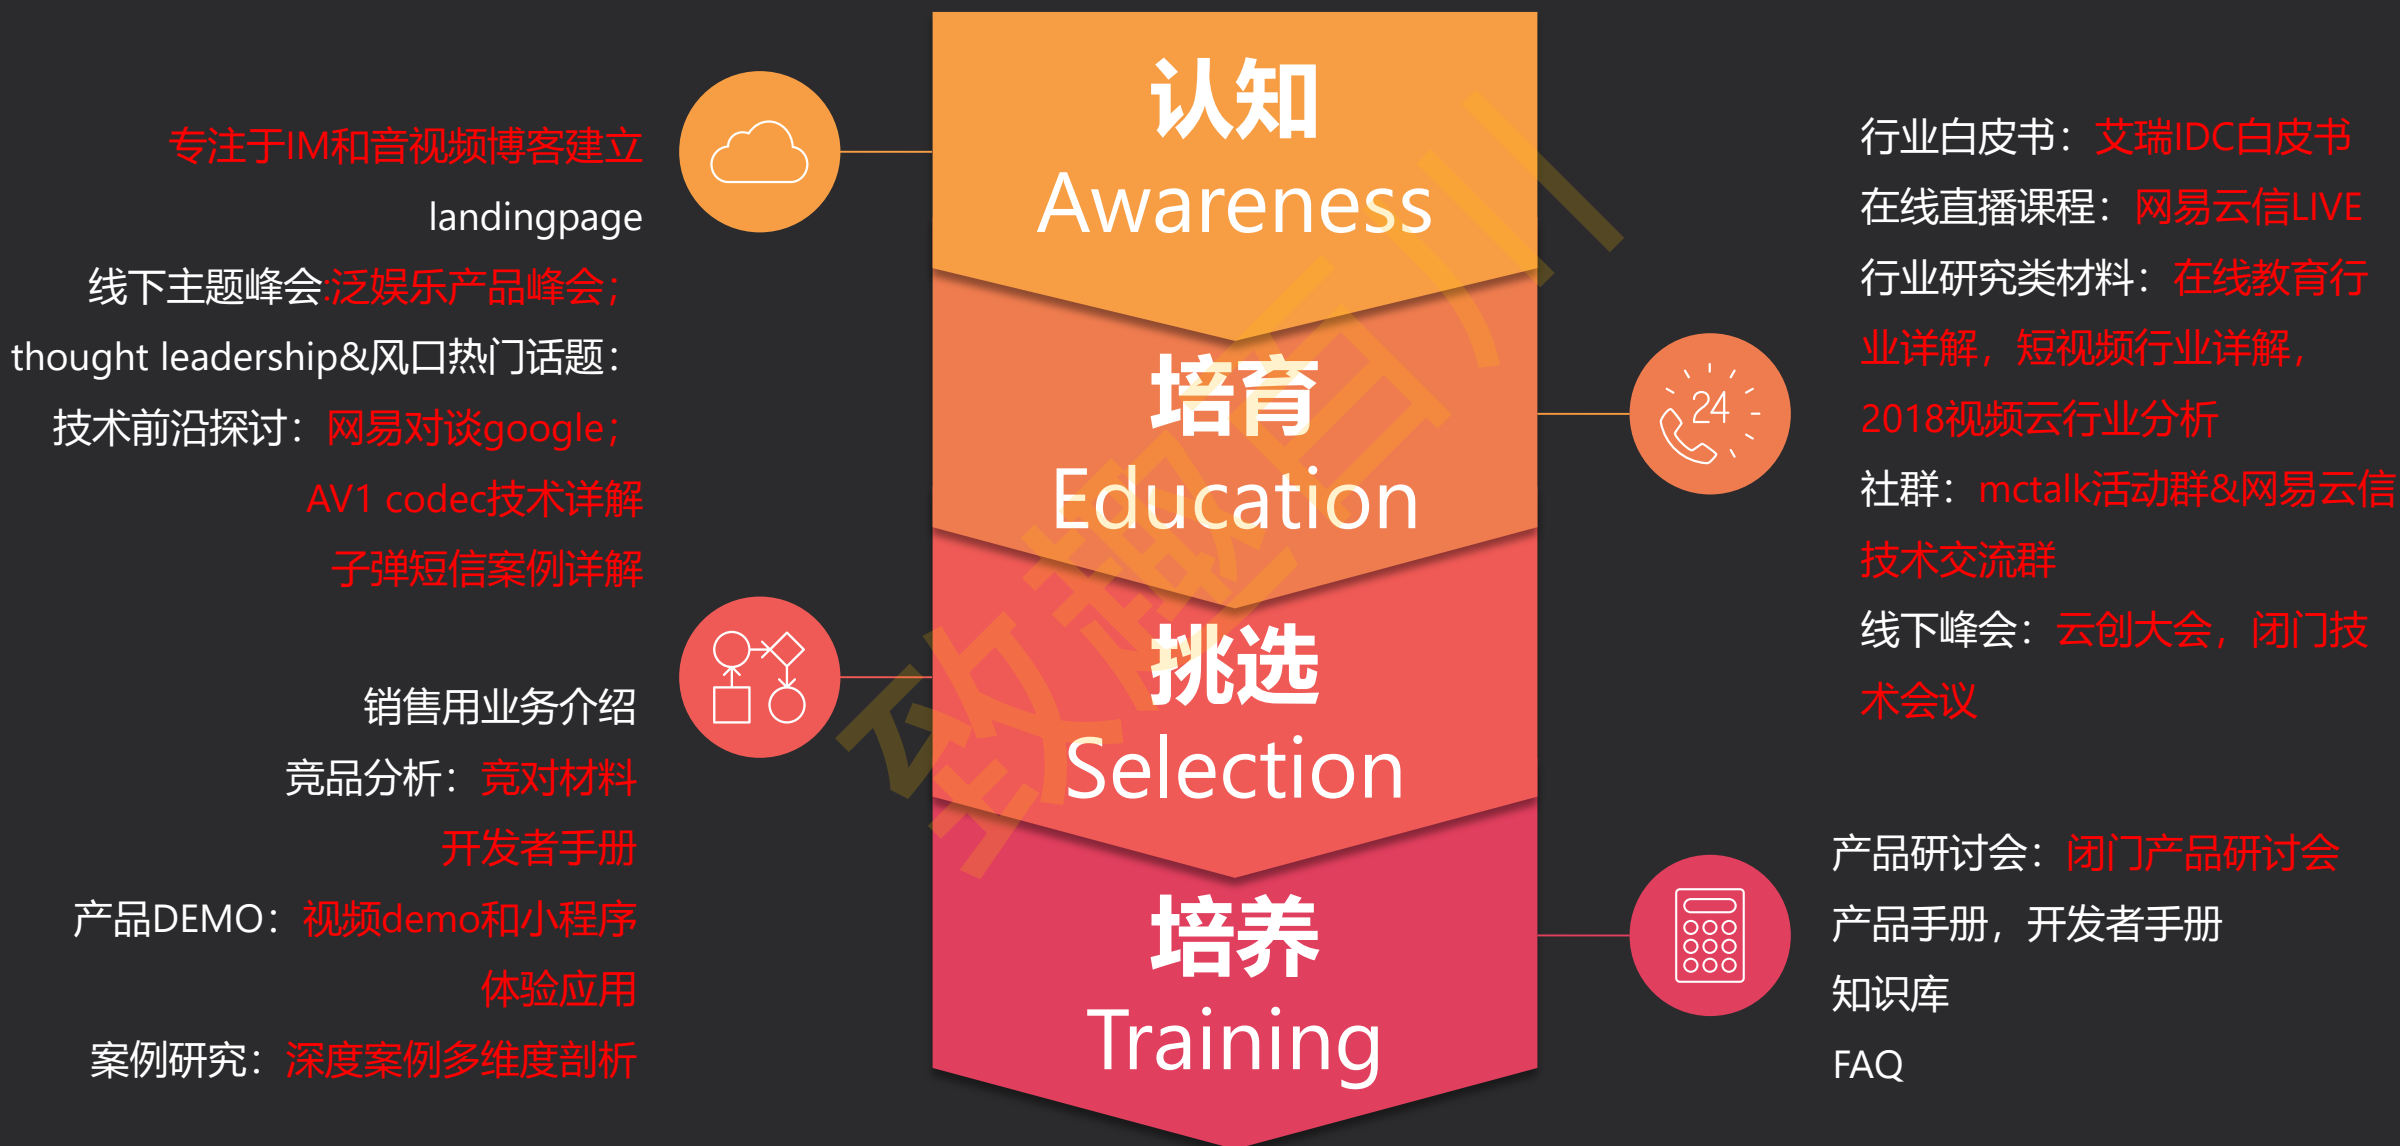 认知
Awareness
专注于IM和音视频博客建立
landingpage
线下主题峰会:泛娱乐产品峰会；
thought leadership&风口热门话题：
技术前沿探讨：网易对谈google；
AV1 codec技术详解
子弹短信案例详解
培育
Education
行业白皮书：艾瑞IDC白皮书
在线直播课程：网易云信LIVE
行业研究类材料：在线教育行
业详解，短视频行业详解，
2018视频云行业分析
社群：mctalk活动群&网易云信
技术交流群
线下峰会：云创大会，闭门技
术会议
24
挑选
Selection
销售用业务介绍
竞品分析：竞对材料
开发者手册
产品DEMO：视频demo和小程序
体验应用
案例研究：深度案例多维度剖析
培养
Training
产品研讨会：闭门产品研讨会
产品手册，开发者手册
知识库
FAQ
致趣百川